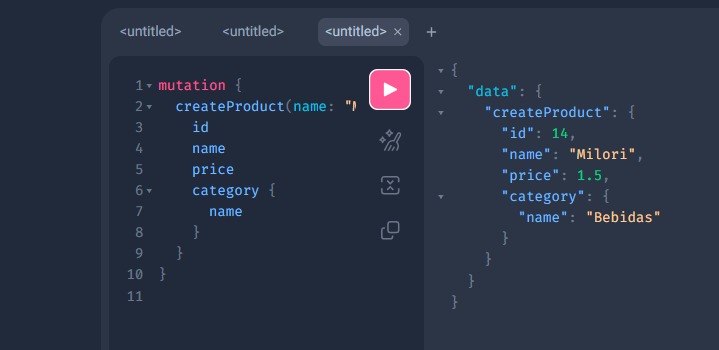 <untitled> <untitled> <untitled> × +
1 mutation {
2 createProduct(name: "M
3 id
4 name
5 price
6 category {
7 name
8 }
9 }
10 }
11
{
"data": {
"createProduct": {
"id": 14,
"name": "Milori",
"price": 1.5,
"category": {
"name": "Bebidas"
}
}
}
}